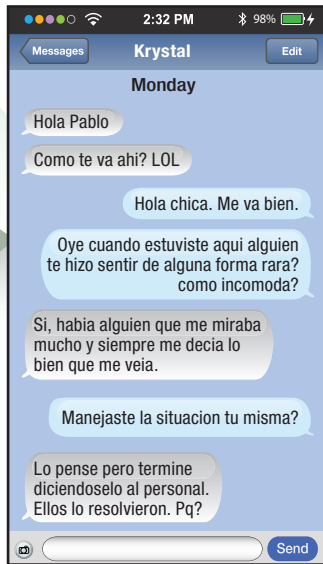 2:32 PM
98%
Messages
Krystal
Edit
Monday
Hola Pablo
Como te va ahi? LOL
Hola chica. Me va bien.
Oye cuando estuviste aqui alguien
te hizo sentir de alguna forma rara?
como incomoda?
Si, habia alguien que me miraba
mucho y siempre me decia lo
bien que me veia.
Manejaste la situacion tu misma?
Lo pense pero termine
diciendoselo al personal.
Ellos lo resolvieron. Pq?
Send